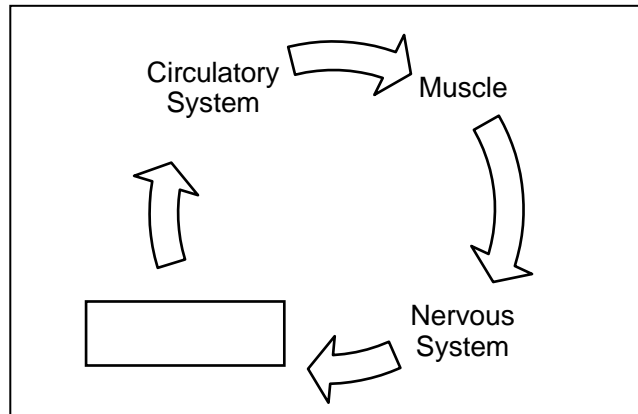 Circulatory
System
Muscle
Nervous
System